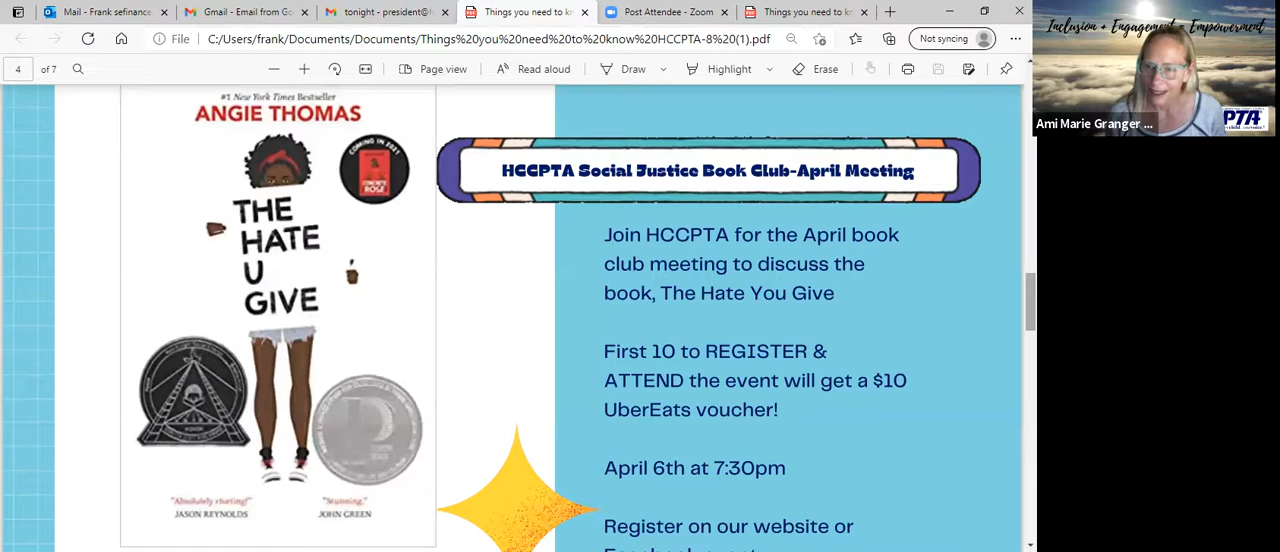 Mail - Frank sefinance
Gmail - Email from Go
tonight - president@h
Things you need to kn
Post Attendee - Zoom
Things you need to kn
File
C:/Users/frank/Documents/Documents/Things%20you%20need%20to%20know%20HCCPTA-8%20(1).pdf
Not syncing
4 of 7
Page view
Read aloud
Draw
Highlight
Erase
#1 New York Times Bestseller
ANGIE THOMAS
COMING IN 2021
CONCRETE
ROSE
THE
HATE
U
GIVE
"Absolutely riveting!"
JASON REYNOLDS
"Stunning."
JOHN GREEN
HCCPTA Social Justice Book Club-April Meeting
Join HCCPTA for the April book
club meeting to discuss the
book, The Hate You Give
First 10 to REGISTER &
ATTEND the event will get a $10
UberEats voucher!
April 6th at 7:30pm
Register on our website or
Inclusion + Engagement = Empowerment
PTA
Ami Marie Granger ...